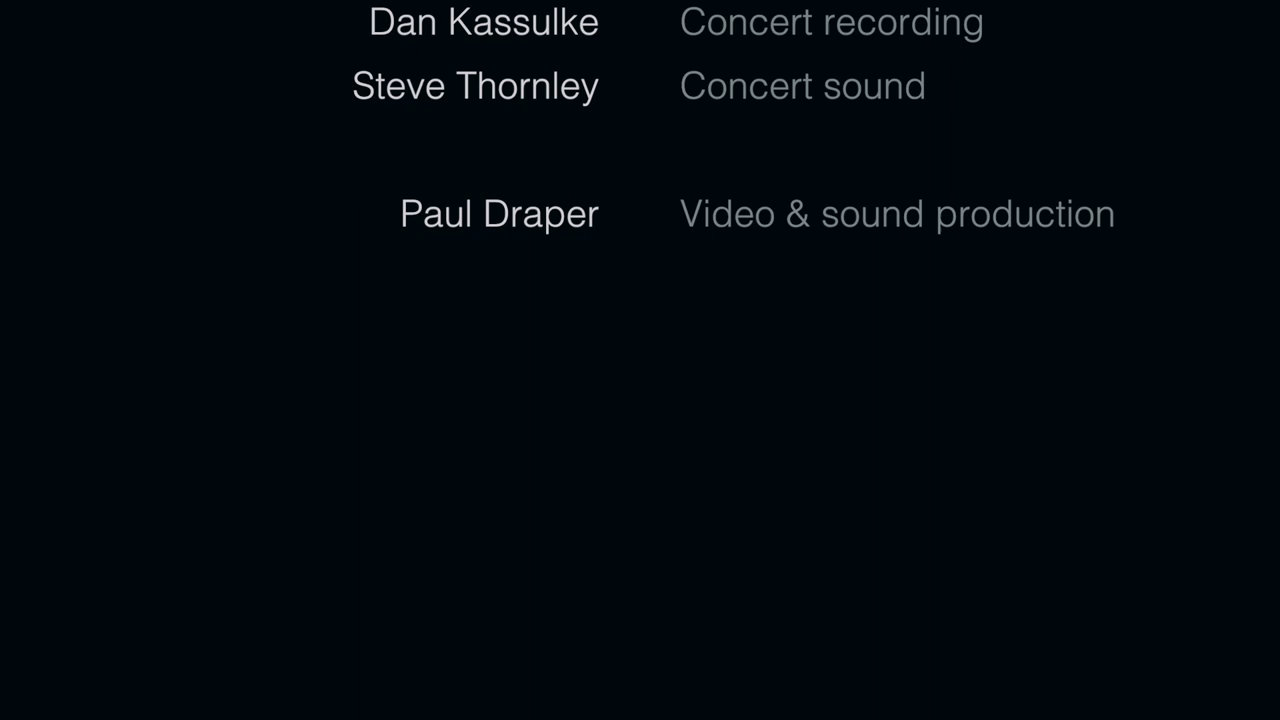 Dan Kassulke Concert recording
Steve Thornley Concert sound
Paul Draper Video & sound production